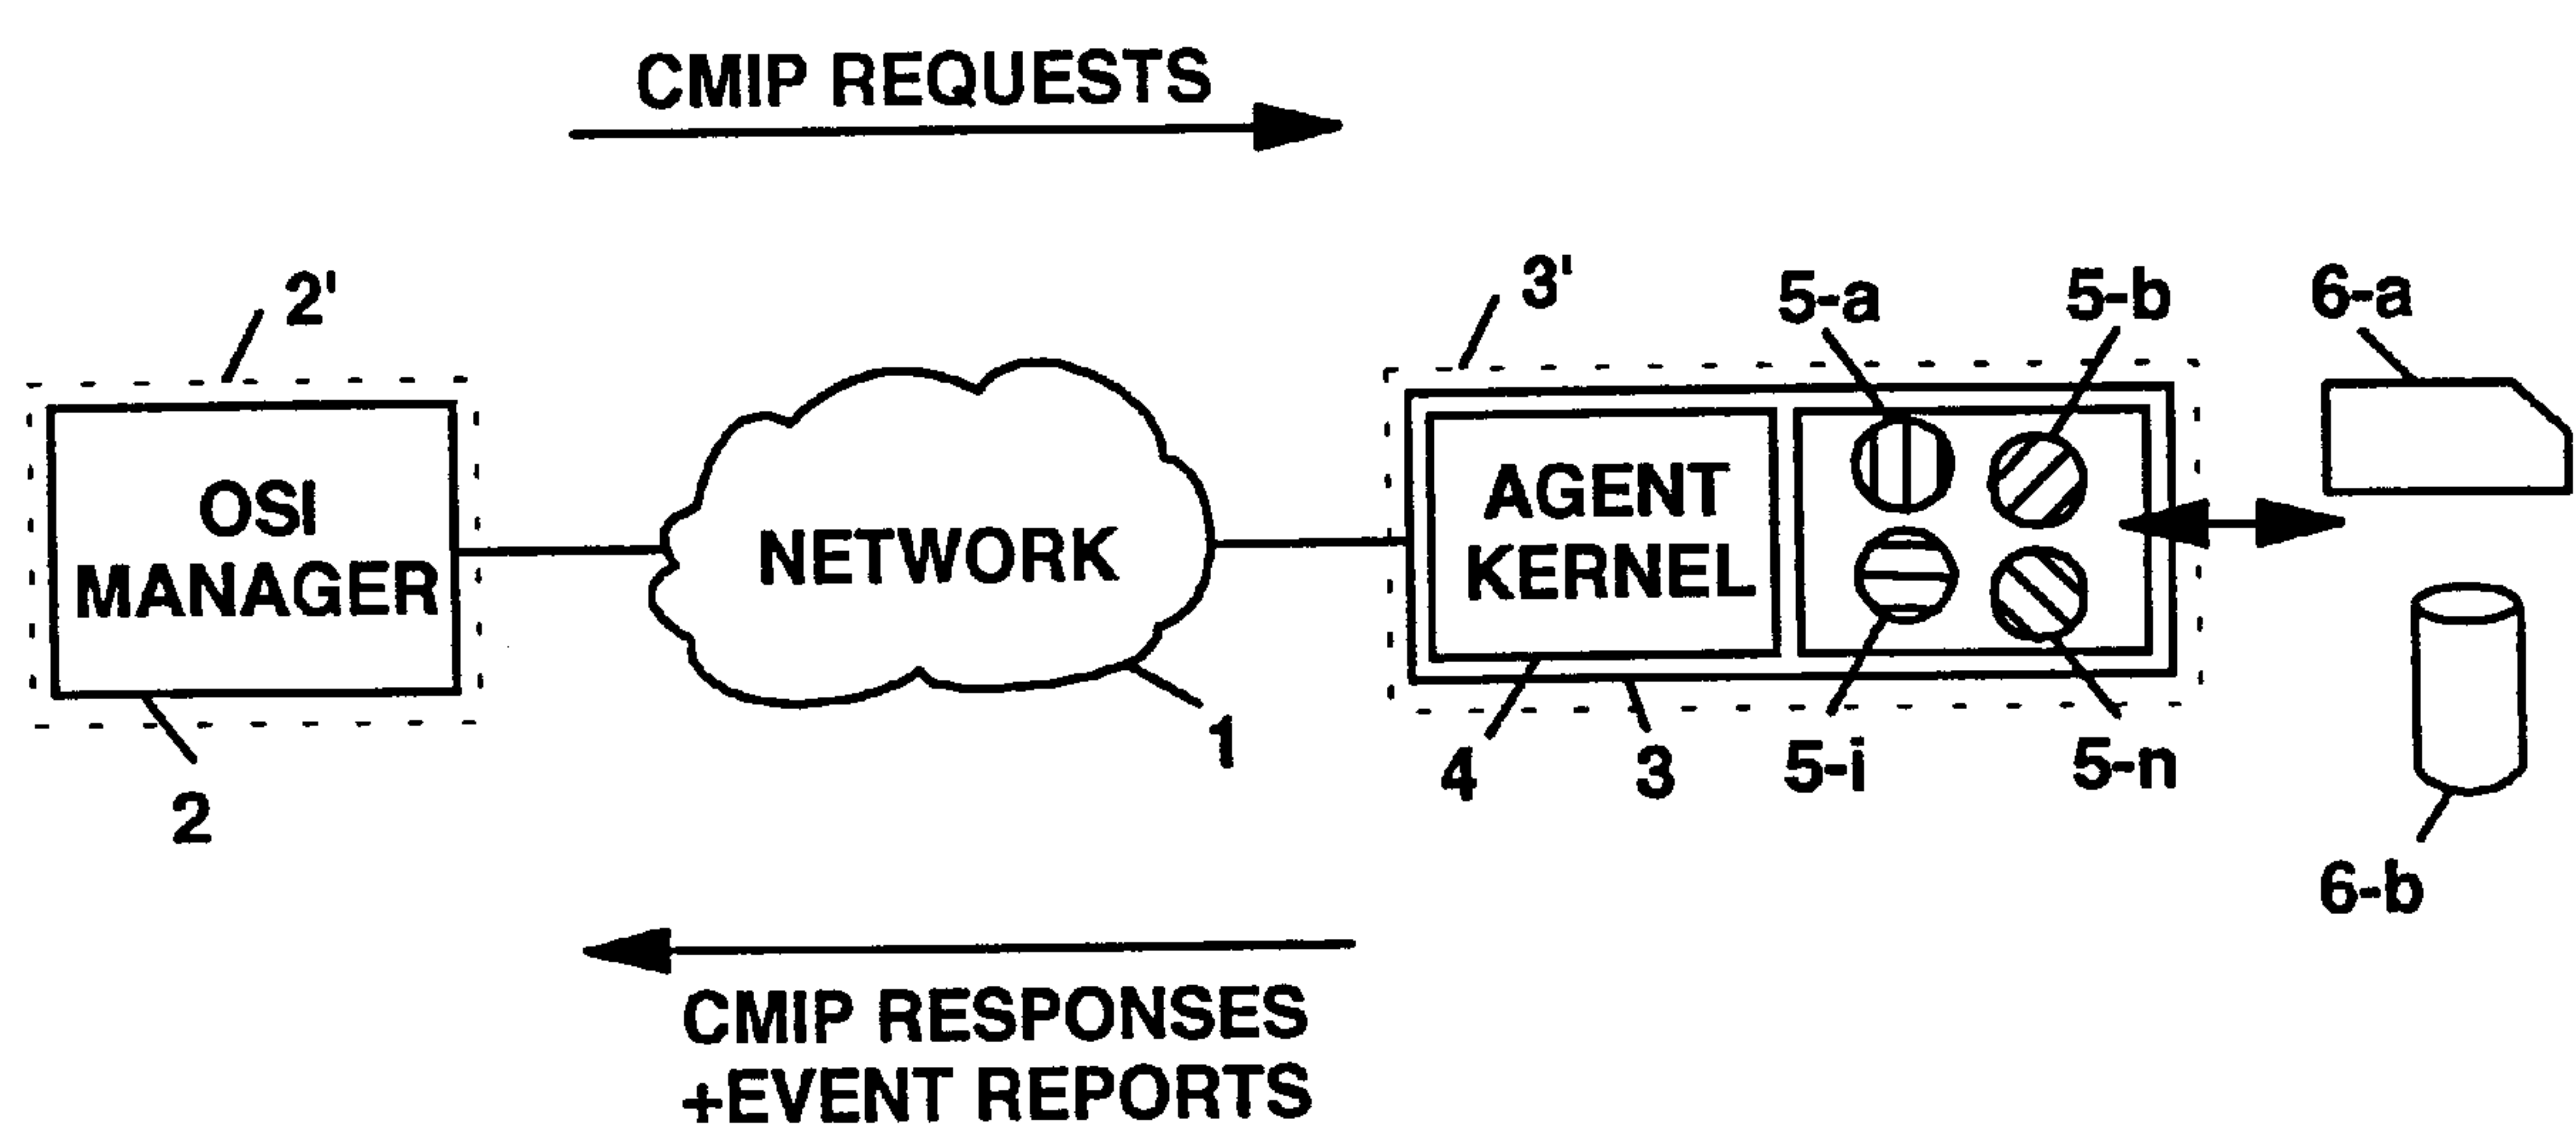 CMIP REQUESTS
2'
3'
5-a
5-b
6-a
OSI
MANAGER
NETWORK
AGENT
KERNEL
1
2
4
3
5-i
5-n
6-b
CMIP RESPONSES
+EVENT REPORTS